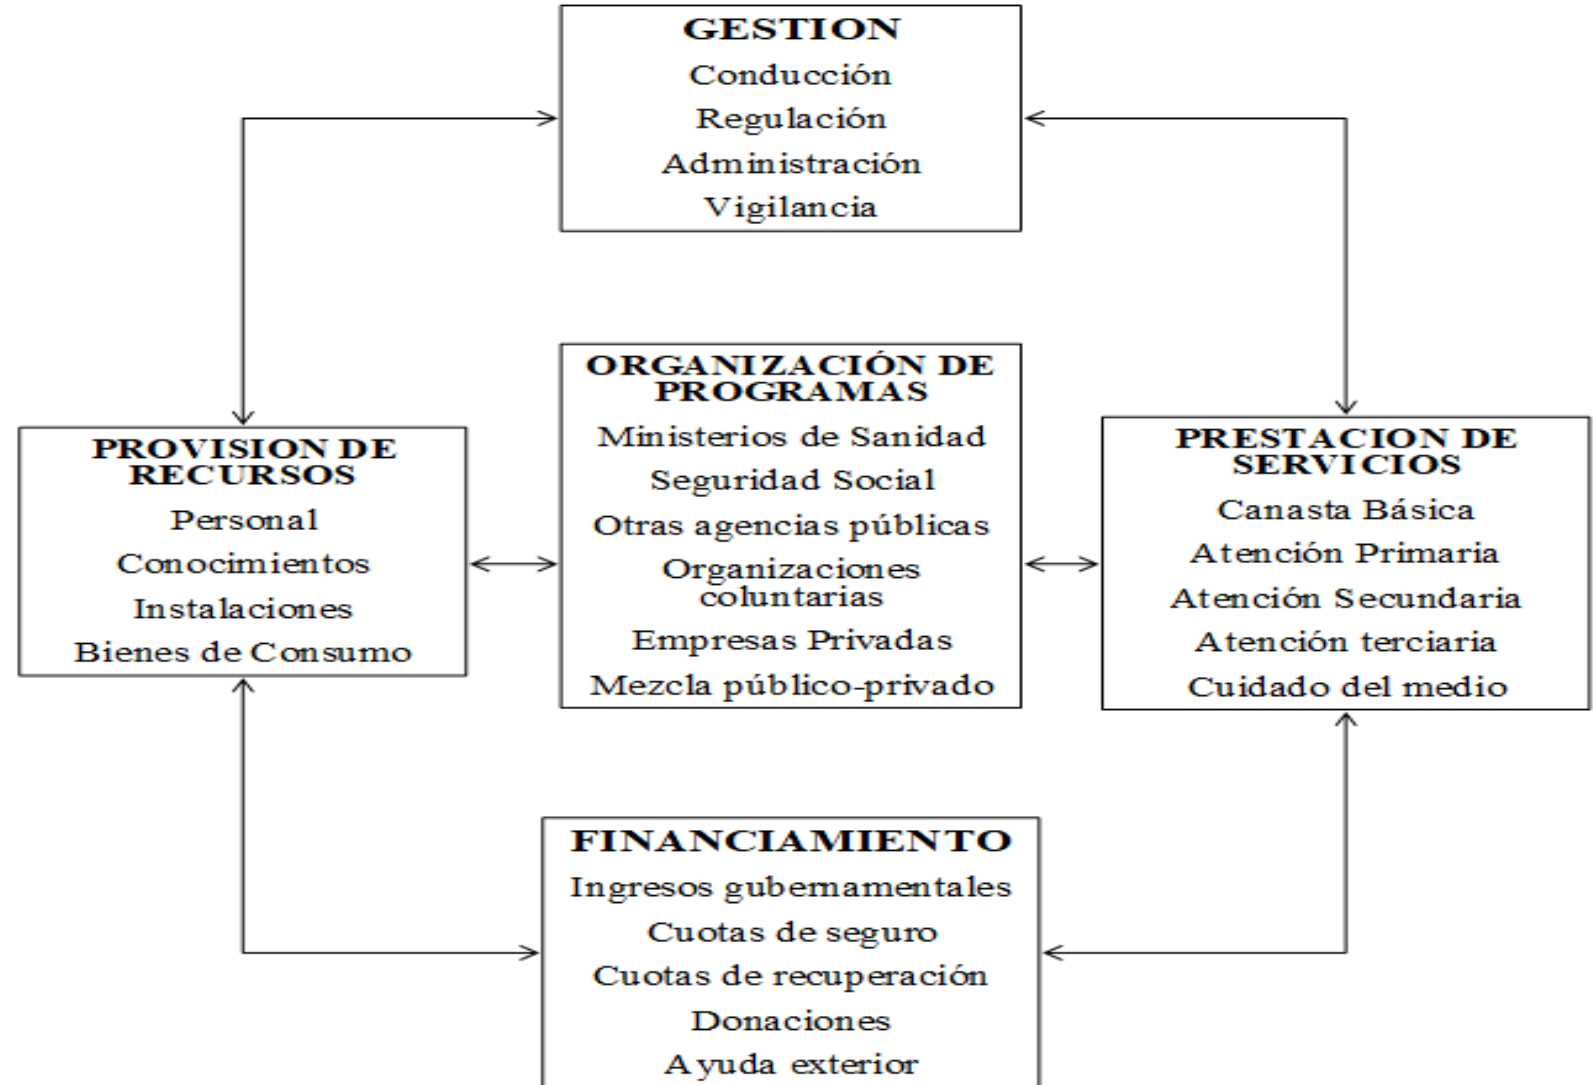 GESTION
Conducción
Regulación
Administración
Vigilancia
ORGANIZACIÓN DE
PROGRAMAS
Ministerios de Sanidad
Seguridad Social
Otras agencias públicas
Organizaciones
coluntarias
Empresas Privadas
Mezcla público-privado
PROVISION DE
RECURSOS
Personal
Conocimientos
Instalaciones
Bienes de Consumo
PRESTACION DE
SERVICIOS
Canasta Básica
Atención Primaria
Atención Secundaria
Atención terciaria
Cuidado del medio
FINANCIAMIENTO
Ingresos gubernamentales
Cuotas de seguro
Cuotas de recuperación
Donaciones
Ayuda exterior